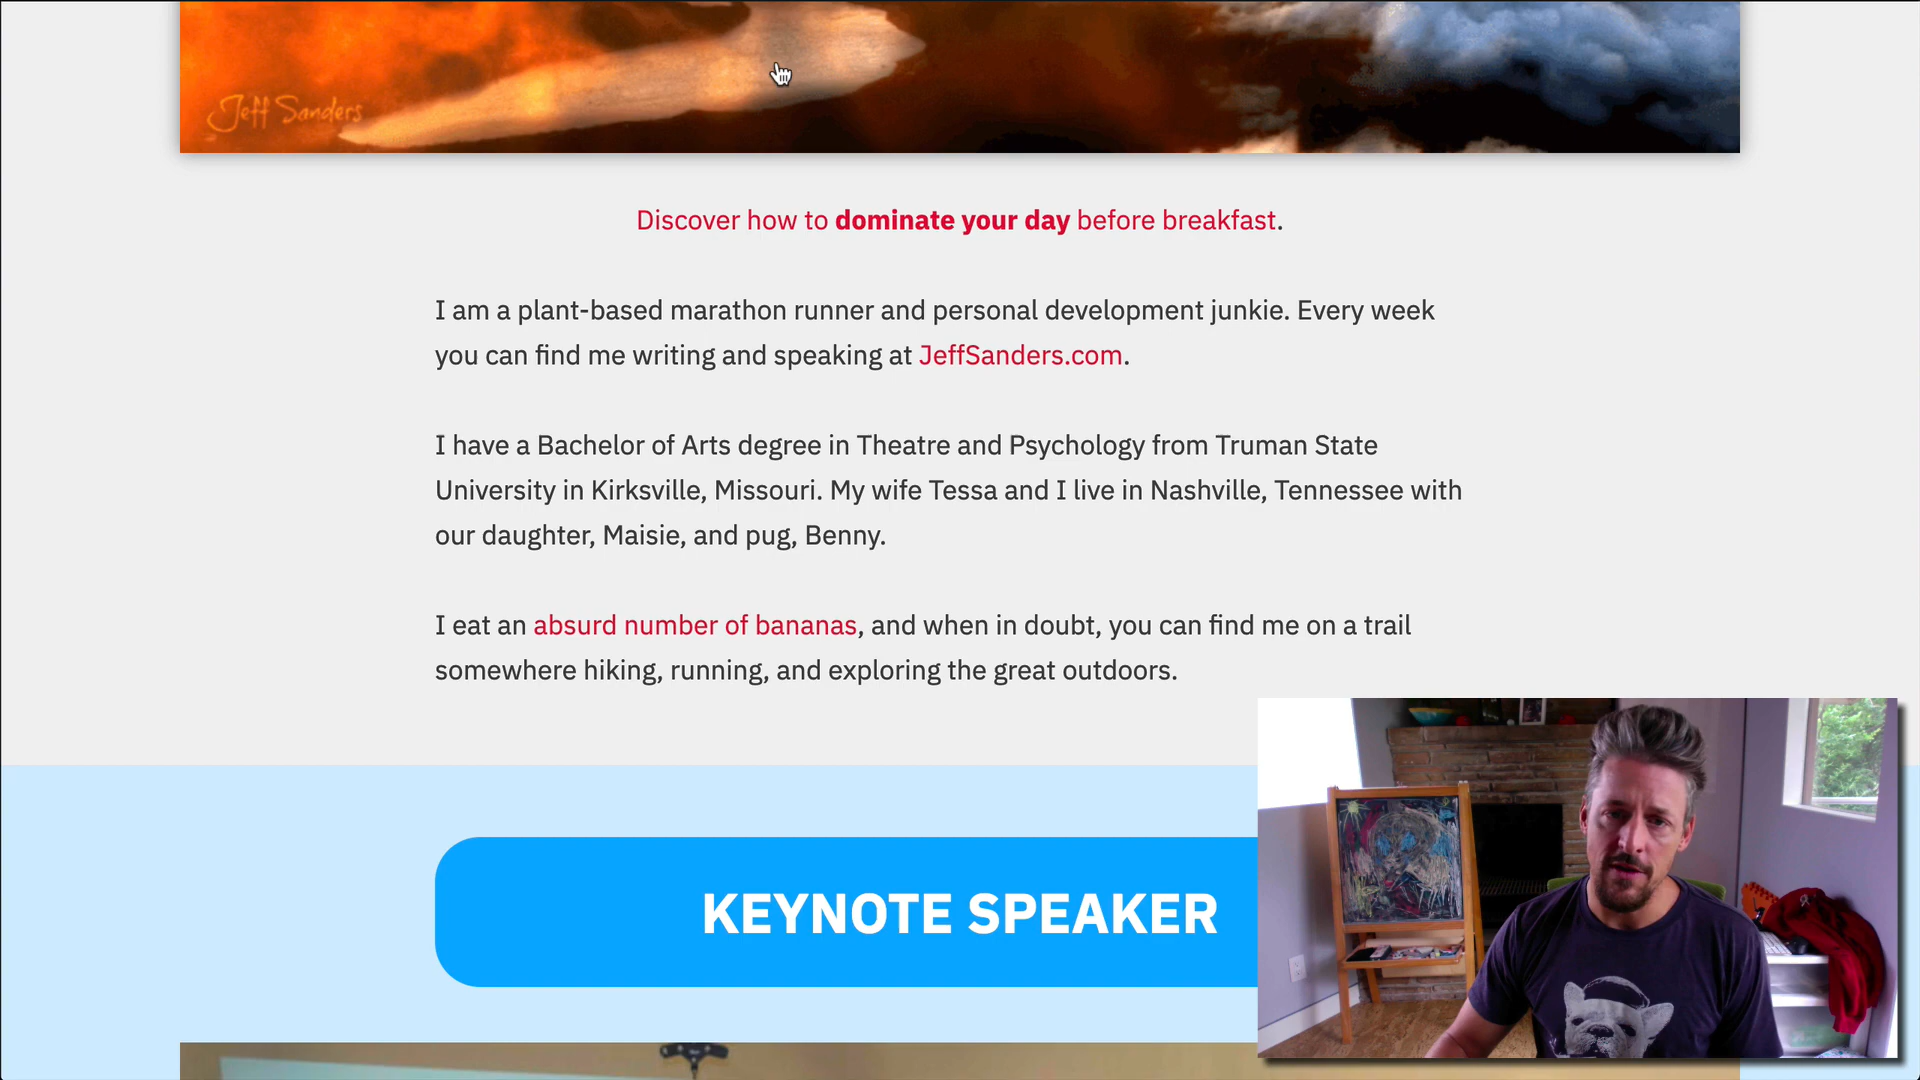 Jeff Sanders
Discover how to dominate your day before breakfast.
I am a plant-based marathon runner and personal development junkie. Every week
you can find me writing and speaking at JeffSanders.com.
I have a Bachelor of Arts degree in Theatre and Psychology from Truman State
University in Kirksville, Missouri. My wife Tessa and I live in Nashville, Tennessee with
our daughter, Maisie, and pug, Benny.
I eat an absurd number of bananas, and when in doubt, you can find me on a trail
somewhere hiking, running, and exploring the great outdoors.
KEYNOTE SPEAKER